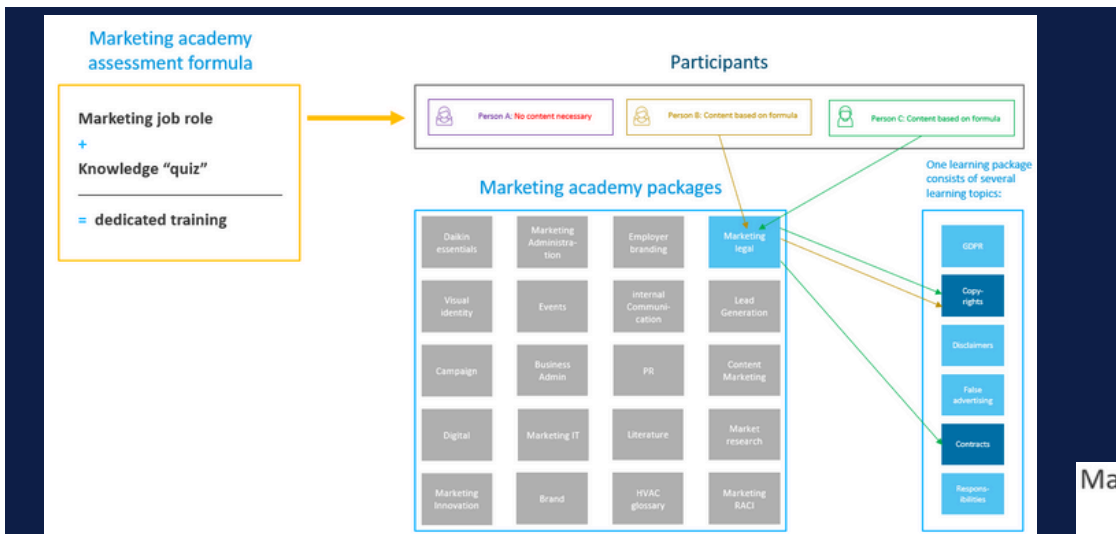 Marketing academy
assessment formula
Marketing job role
+
Knowledge “quiz”
= dedicated training
Participants
Person A: No content necessary
Person B: Content based on formula
Person C: Content based on formula
Marketing academy packages
Daikin
essentials
Marketing
Administra-
tion
Employer
branding
Marketing
legal
Visual
identity
Events
internal
Communi-
cation
Lead
Generation
Campaign
Business
Admin
PR
Content
Marketing
Digital
Marketing IT
Literature
Market
research
Marketing
Innovation
Brand
HVAC
glossary
Marketing
RACI
One learning package
consists of several
learning topics:
GDPR
Copy-
rights
Disclaimers
False
advertising
Contracts
Respons-
ibilities
Ma